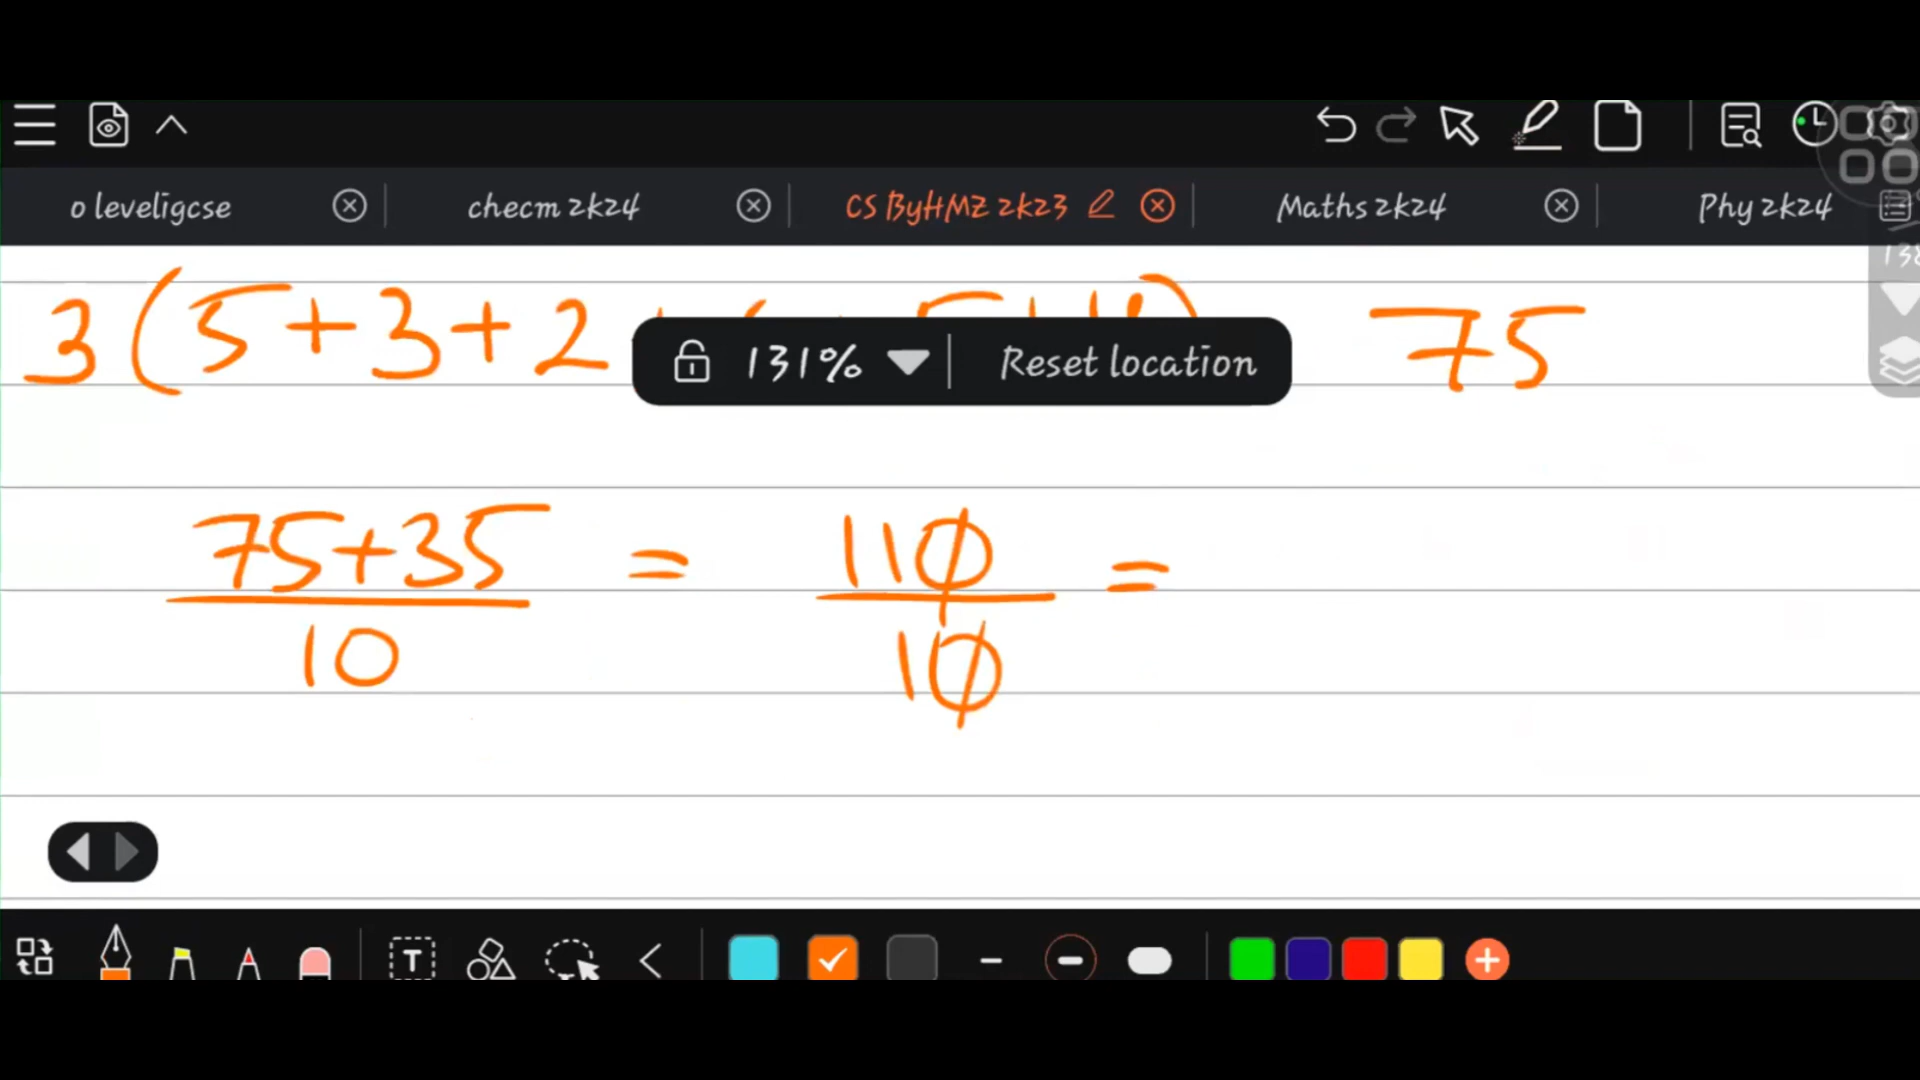 o leveligcse checm 2k24 CS ByHMZ 2k23 Maths 2k24 Phy 2k24
3(5+3+2 75
131% Reset location
75+35 = 110 =
10 10
T